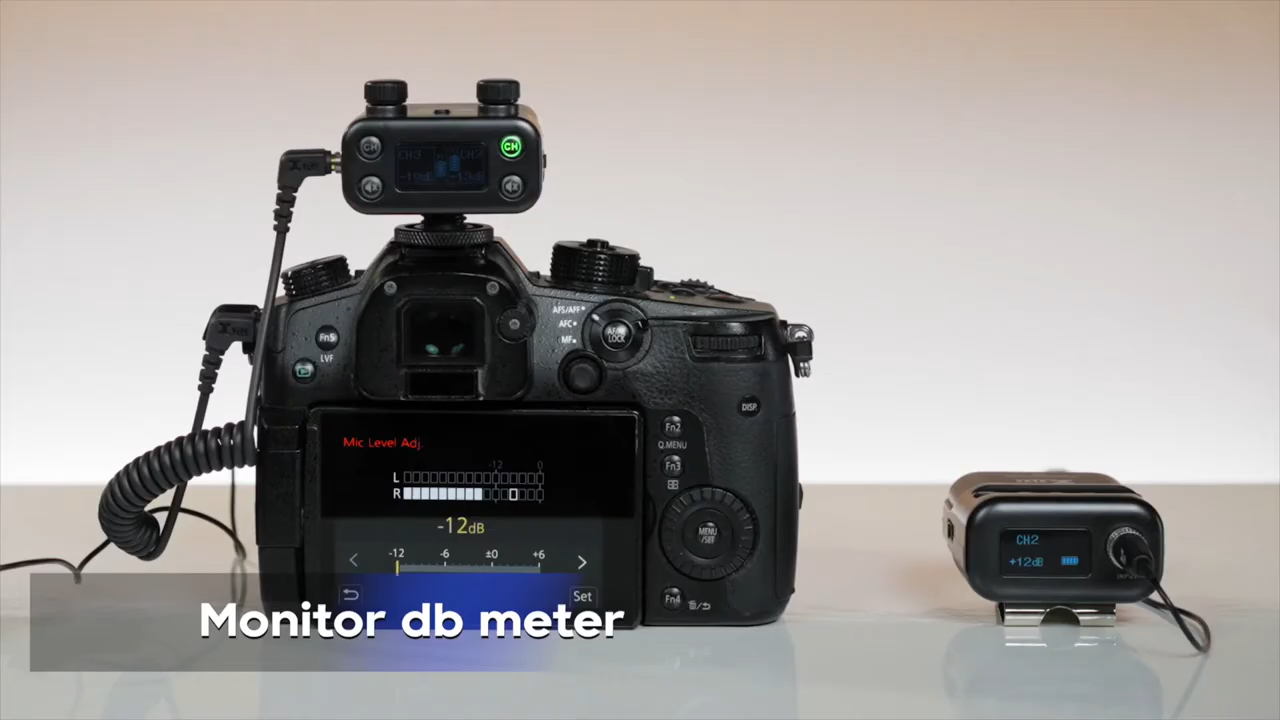 CH
CH
AFS/AFF
AFC
MF
AF/AE
LOCK
Fn5
LVF
DISP.
Mic Level Adj.
-12 0
L
R
-12dB
-12 -6 ±0 +6
Set
Fn2
Q.MENU
Fn3
MENU
/SET
Fn4
CH2
+12dB
Monitor db meter